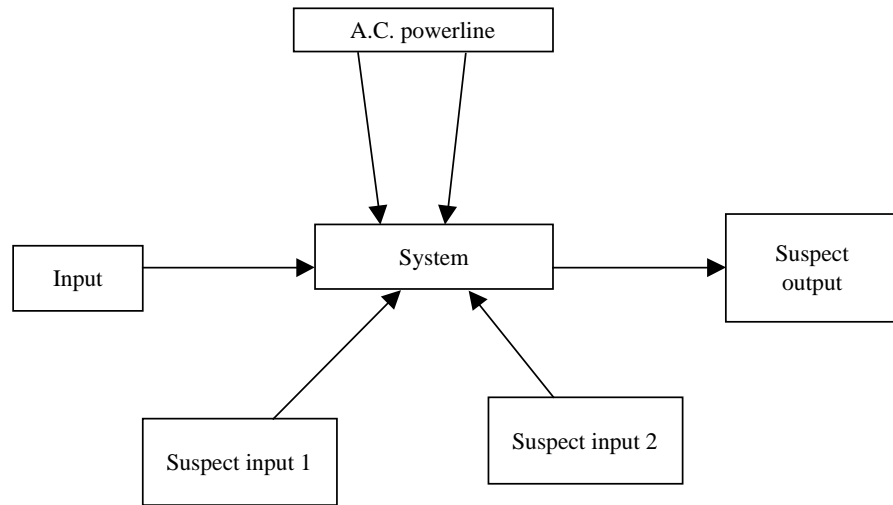 A.C. powerline
System
Input
Suspect
output
Suspect input 1
Suspect input 2